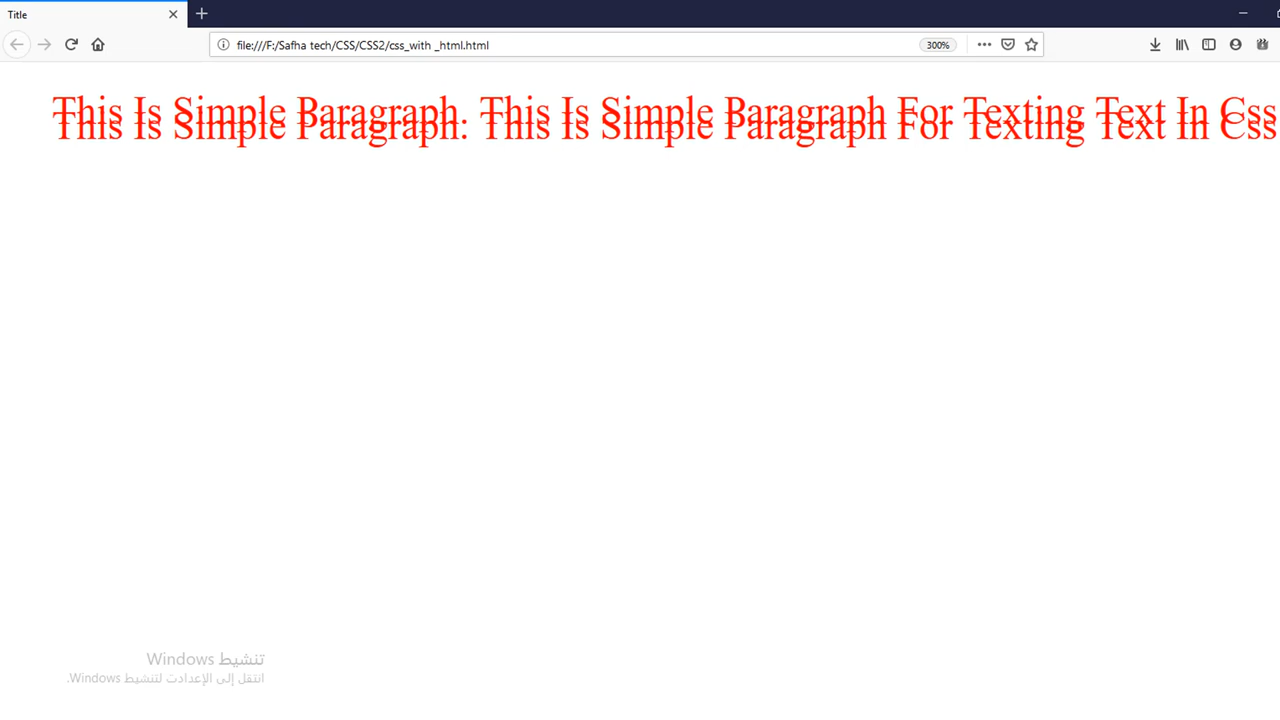 Title
file:///F:/Safha tech/CSS/CSS2/css_with _html.html
300%
This Is Simple Paragraph: This Is Simple Paragraph For Texting Text In Css
This Is Simple Paragraph: This Is Simple Paragraph For Texting Text In Css
تنشيط Windows
انتقل إلى الإعدادت لتنشيط Windows.